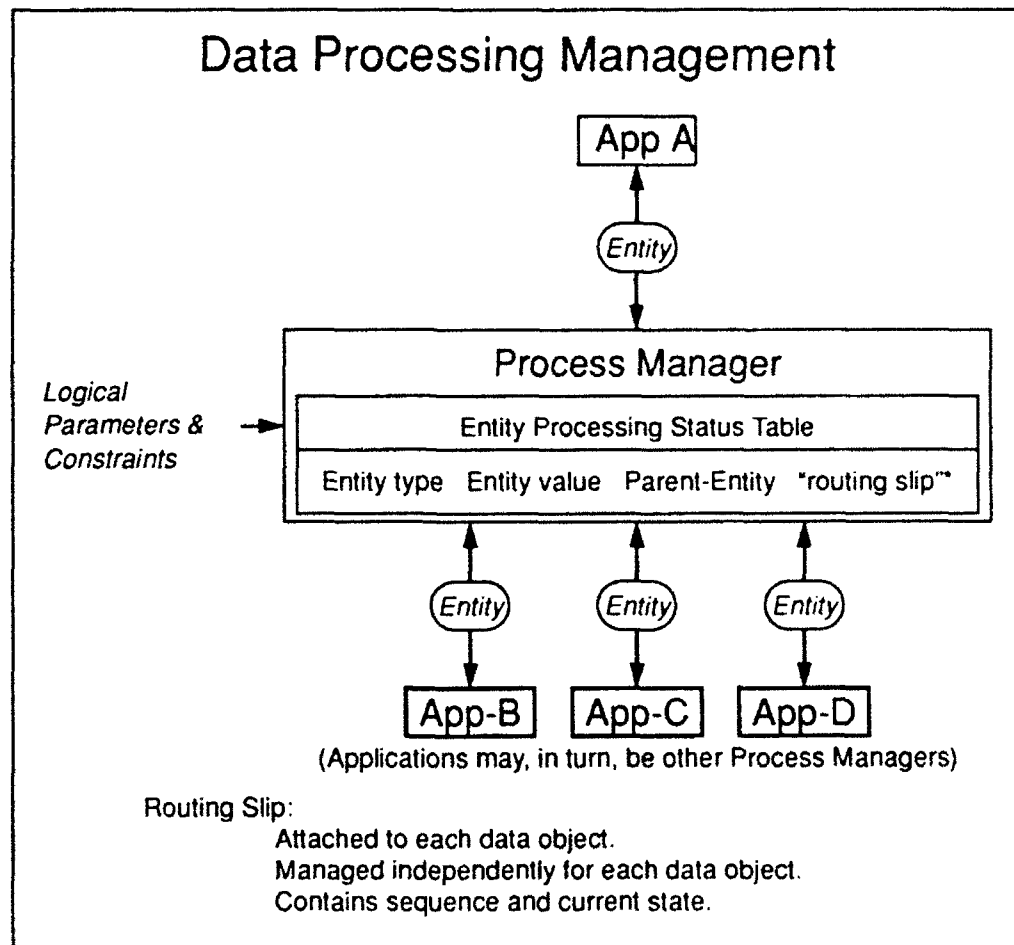 Data Processing Management
App A
Entity
Process Manager
Logical
Parameters &
Constraints
Entity Processing Status Table
Entity type Entity value Parent-Entity "routing slip"*
Entity Entity Entity
App-B App-C App-D
(Applications may, in turn, be other Process Managers)
Routing Slip:
Attached to each data object.
Managed independently for each data object.
Contains sequence and current state.